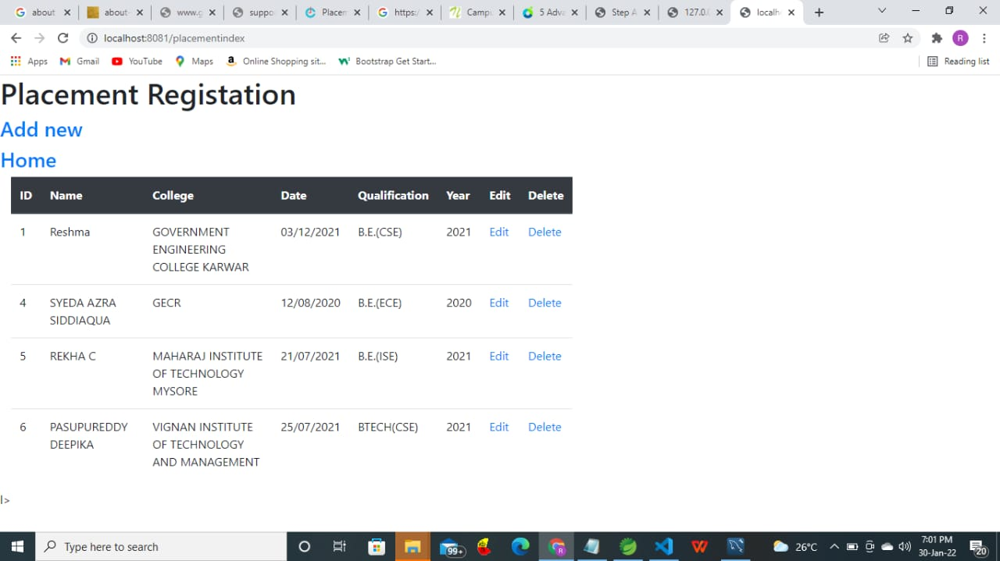 about
about-
www.g
suppo
Placem
https:/
Campu
5 Adva
Step A
127.0.0
localh
localhost:8081/placementindex
R
Apps Gmail YouTube Maps Online Shopping sit... Bootstrap Get Start... Reading list
Placement Registation
Add new
Home
ID Name College Date Qualification Year Edit Delete
1 Reshma GOVERNMENT 03/12/2021 B.E.(CSE) 2021 Edit Delete
ENGINEERING
COLLEGE KARWAR
4 SYEDA AZRA GECR 12/08/2020 B.E.(ECE) 2020 Edit Delete
SIDDIAQUA
5 REKHA C MAHARAJ INSTITUTE 21/07/2021 B.E.(ISE) 2021 Edit Delete
OF TECHNOLOGY
MYSORE
6 PASUPUREDDY VIGNAN INSTITUTE 25/07/2021 BTECH(CSE) 2021 Edit Delete
DEEPIKA OF TECHNOLOGY
AND MANAGEMENT
l>
Type here to search
99+
R
26°C
7:01 PM
30-Jan-22
20